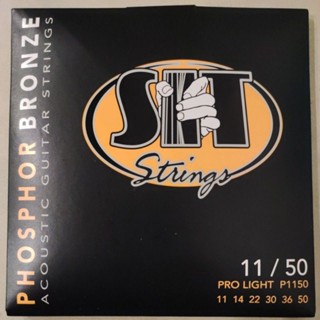 PHOSPHOR BRONZE
ACOUSTIC GUITAR STRINGS
SIT
Strings
11 / 50
PRO LIGHT P1150
11 14 22 30 36 50